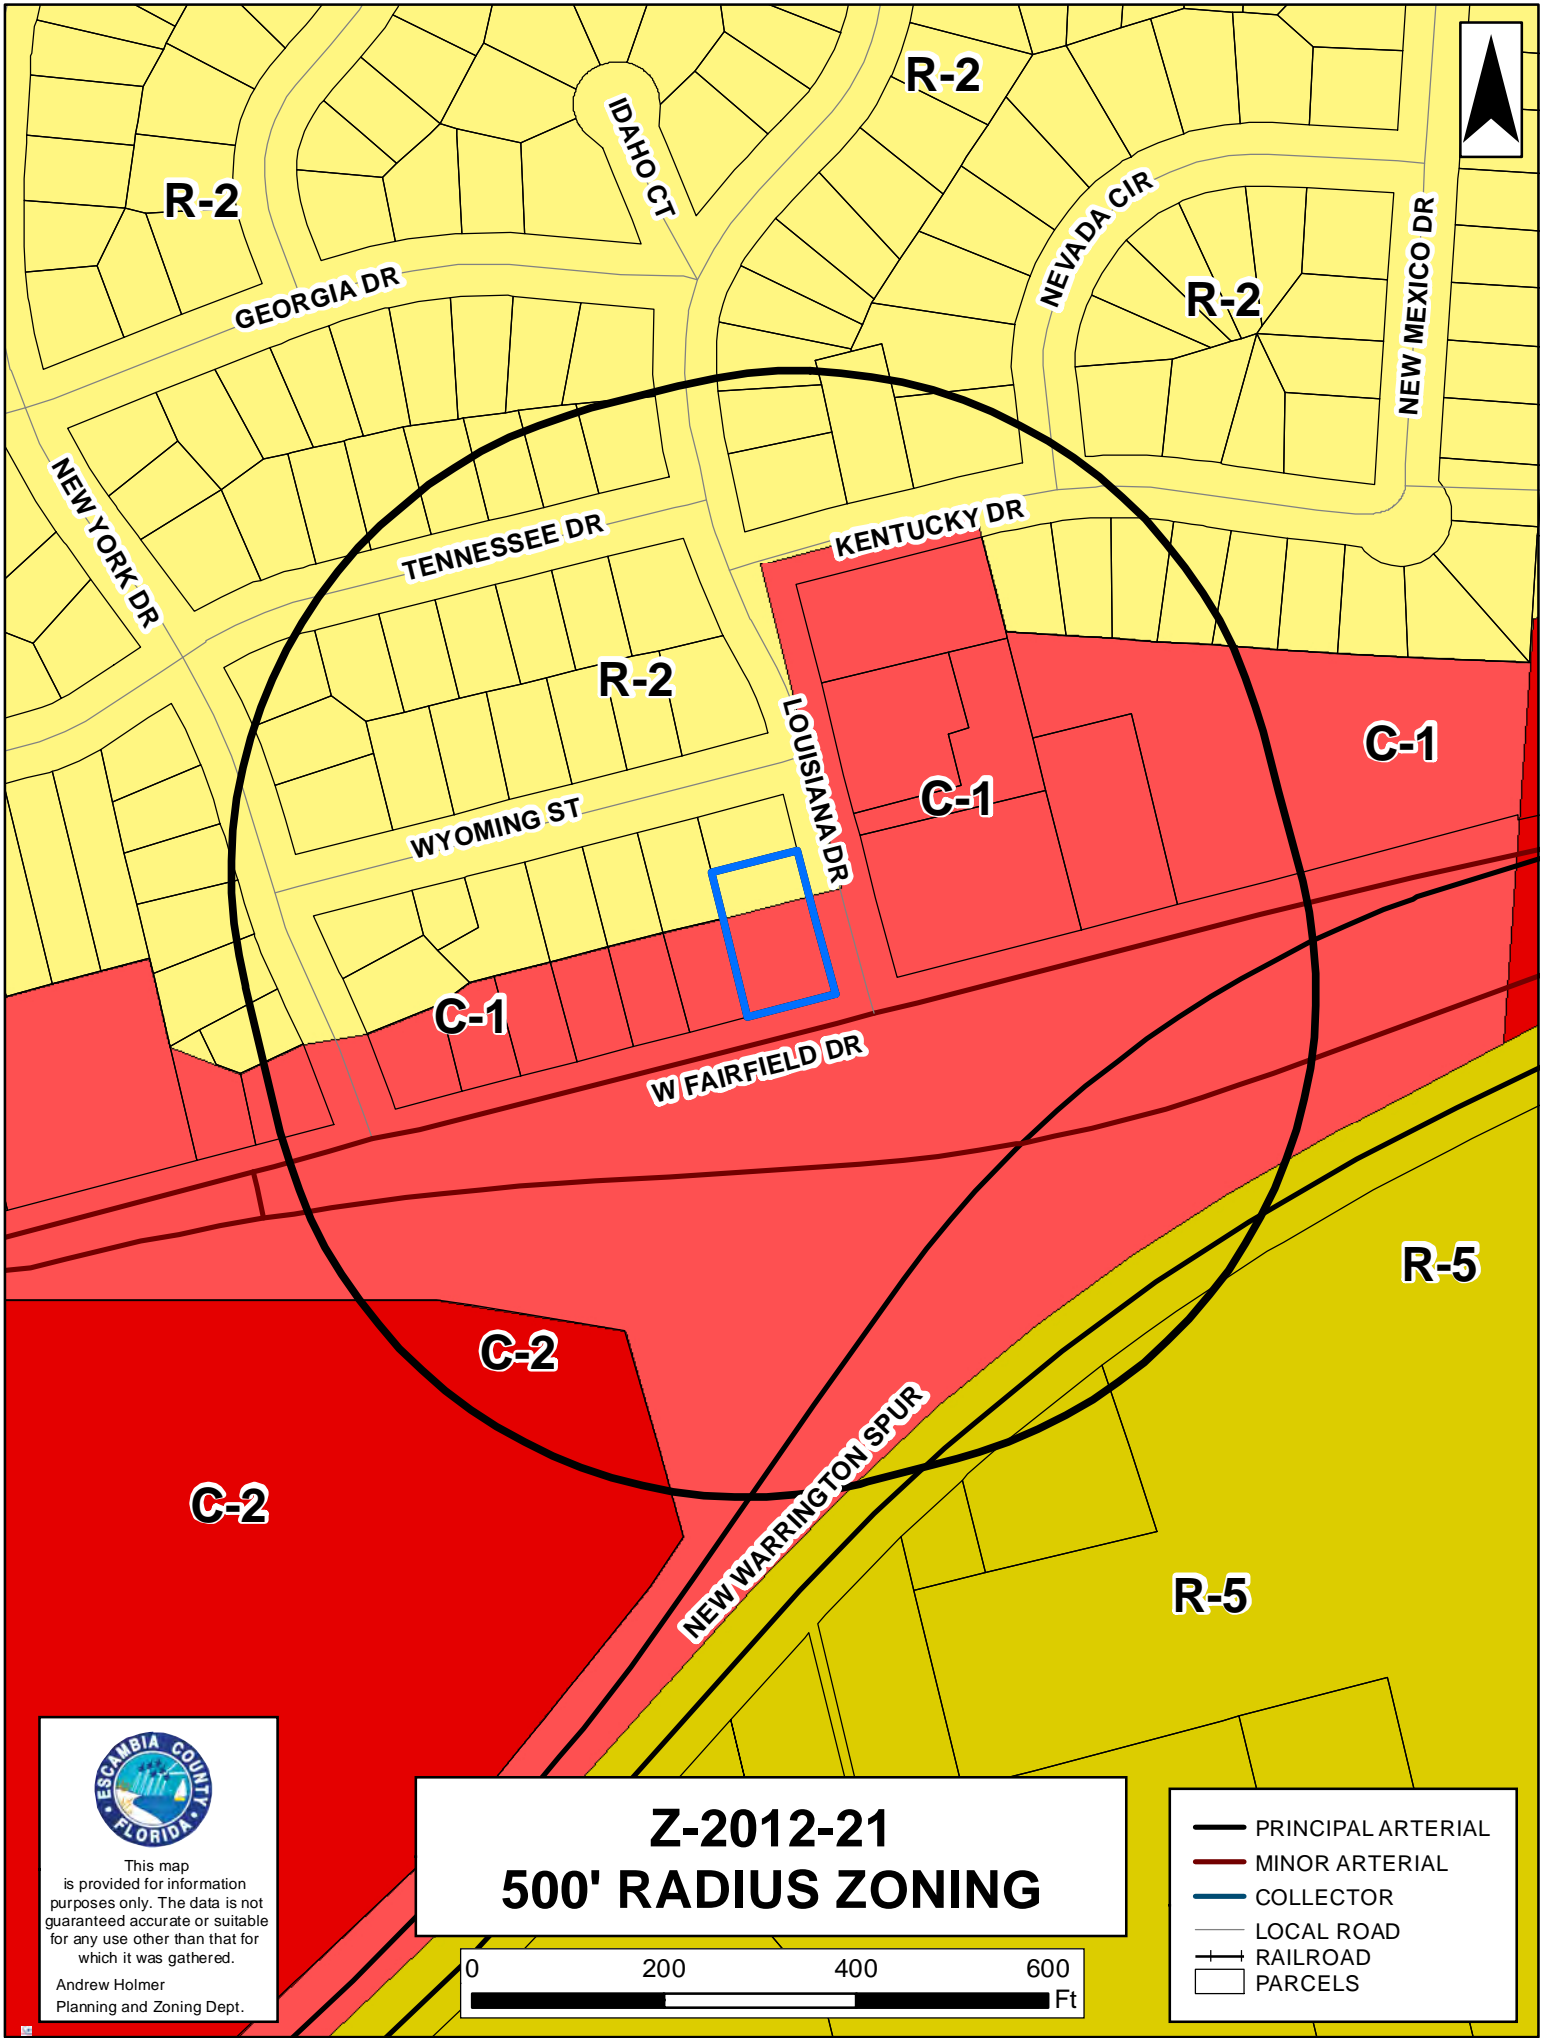 R-2
IDAHO CT
R-2
NEVADA CIR
NEW MEXICO DR
GEORGIA DR
R-2
NEW YORK DR
TENNESSEE DR
KENTUCKY DR
R-2
LOUISIANA DR
C-1
C-1
WYOMING ST
C-1
W FAIRFIELD DR
R-5
C-2
C-2
NEW WARRINGTON SPUR
R-5
ESCAMBIA COUNTY
FLORIDA
This map
is provided for information
purposes only. The data is not
guaranteed accurate or suitable
for any use other than that for
which it was gathered.
Andrew Holmer
Planning and Zoning Dept.
Z-2012-21
500' RADIUS ZONING
0 200 400 600
Ft
PRINCIPAL ARTERIAL
MINOR ARTERIAL
COLLECTOR
LOCAL ROAD
RAILROAD
PARCELS